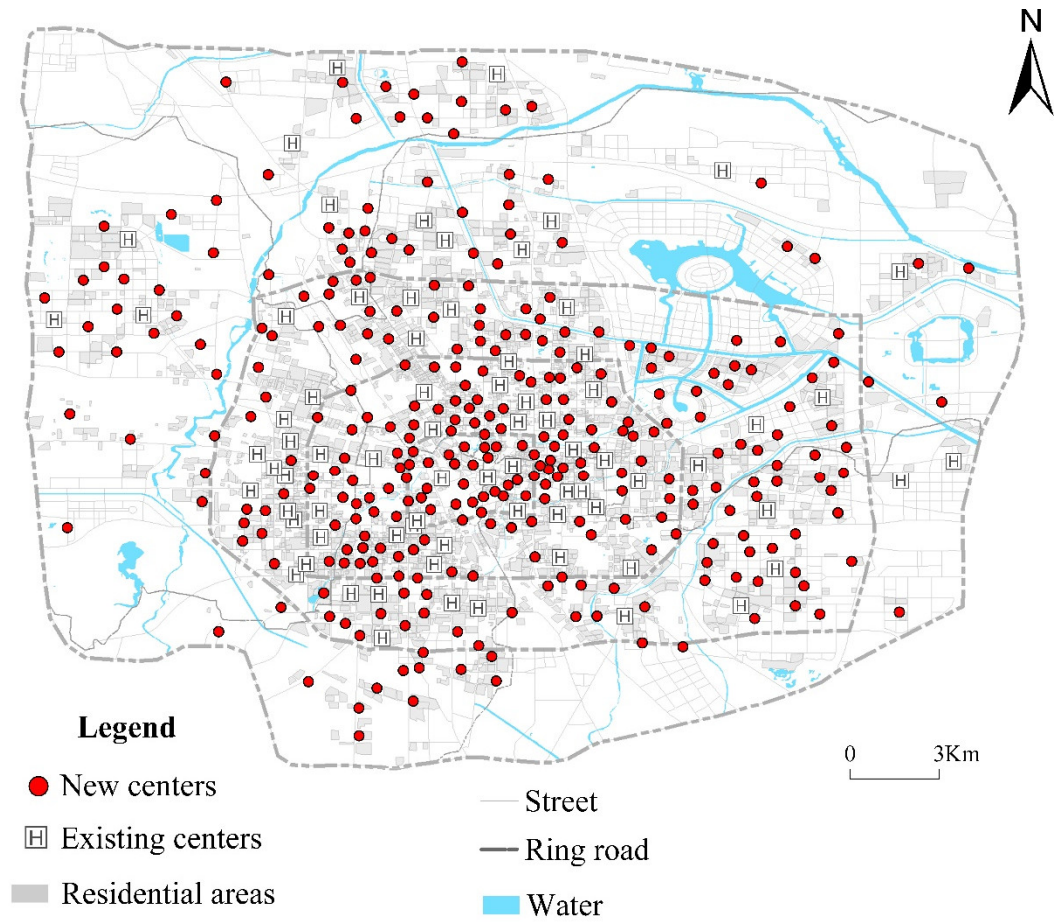 N
0 3Km
Legend
New centers
H Existing centers
Residential areas
Street
Ring road
Water